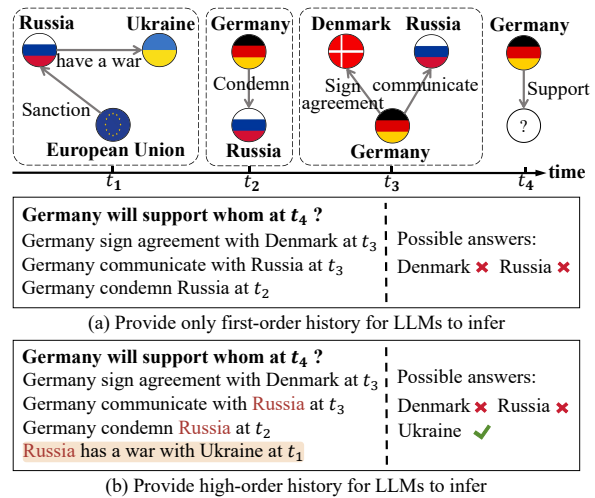 Russia Ukraine Germany Denmark Russia Germany
have a war Condemn Sign agreement communicate Support
Sanction
?
European Union Russia Germany
t₁ t₂ t₃ t₄ time
Germany will support whom at t₄ ?
Germany sign agreement with Denmark at t₃
Germany communicate with Russia at t₃
Germany condemn Russia at t₂
Possible answers:
Denmark ✖ Russia ✖
(a) Provide only first-order history for LLMs to infer
Germany will support whom at t₄ ?
Germany sign agreement with Denmark at t₃
Germany communicate with Russia at t₃
Germany condemn Russia at t₂
Russia has a war with Ukraine at t₁
Possible answers:
Denmark ✖ Russia ✖
Ukraine ✓
(b) Provide high-order history for LLMs to infer